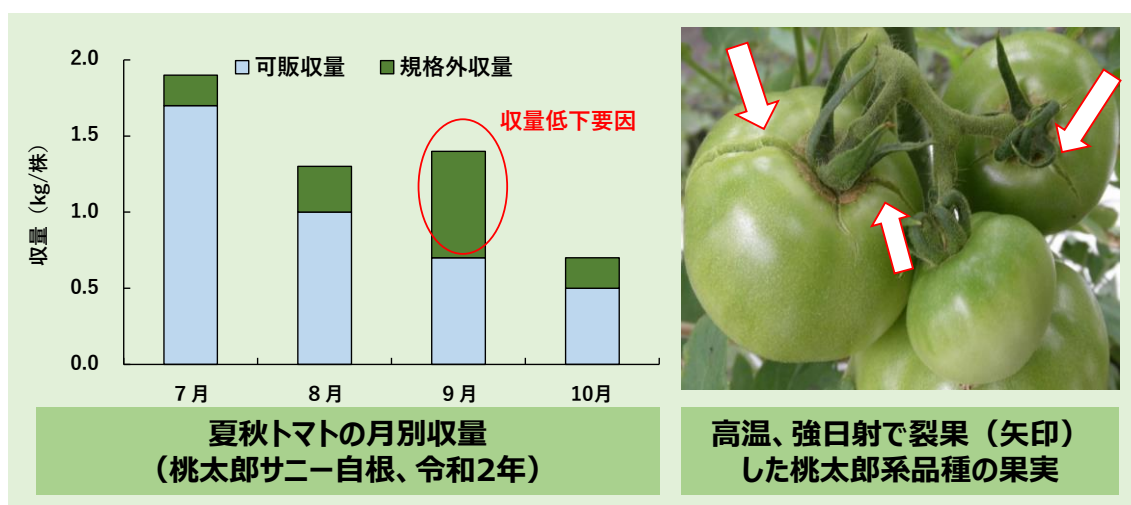 可販収量
規格外収量
収量低下要因
収量（kg/株）
2.0
1.5
1.0
0.5
0.0
７月
８月
９月
10月
夏秋トマトの月別収量
（桃太郎サニー自根、令和2年）
高温、強日射で裂果（矢印）
した桃太郎系品種の果実